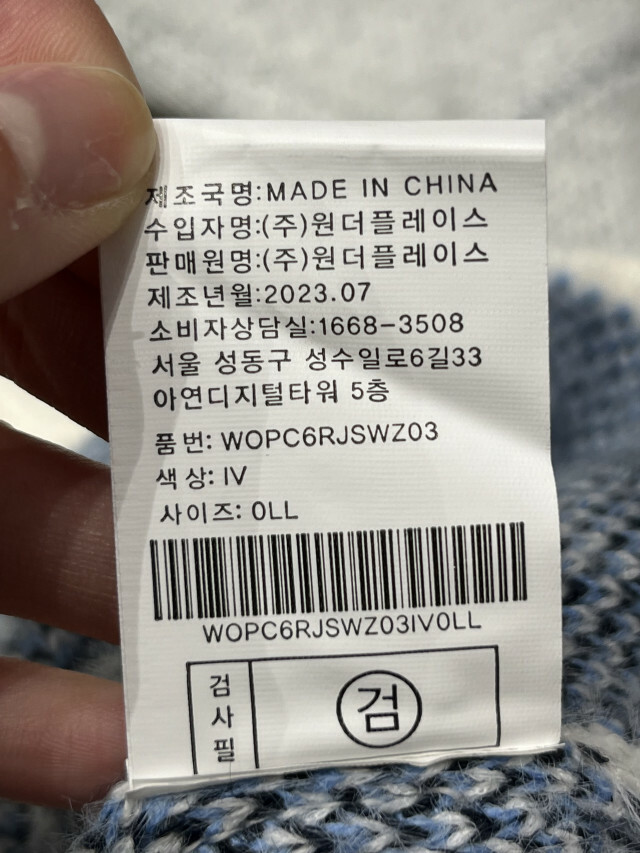 제조국명:MADE IN CHINA
수입자명:(주)원더플레이스
판매원명:(주)원더플레이스
제조년월:2023.07
소비자상담실:1668-3508
서울 성동구 성수일로6길33
아연디지털타워 5층
품번: WOPC6RJSWZ03
색상: IV
사이즈: 0LL
WOPC6RJSWZ03IV0LL
검사필
검